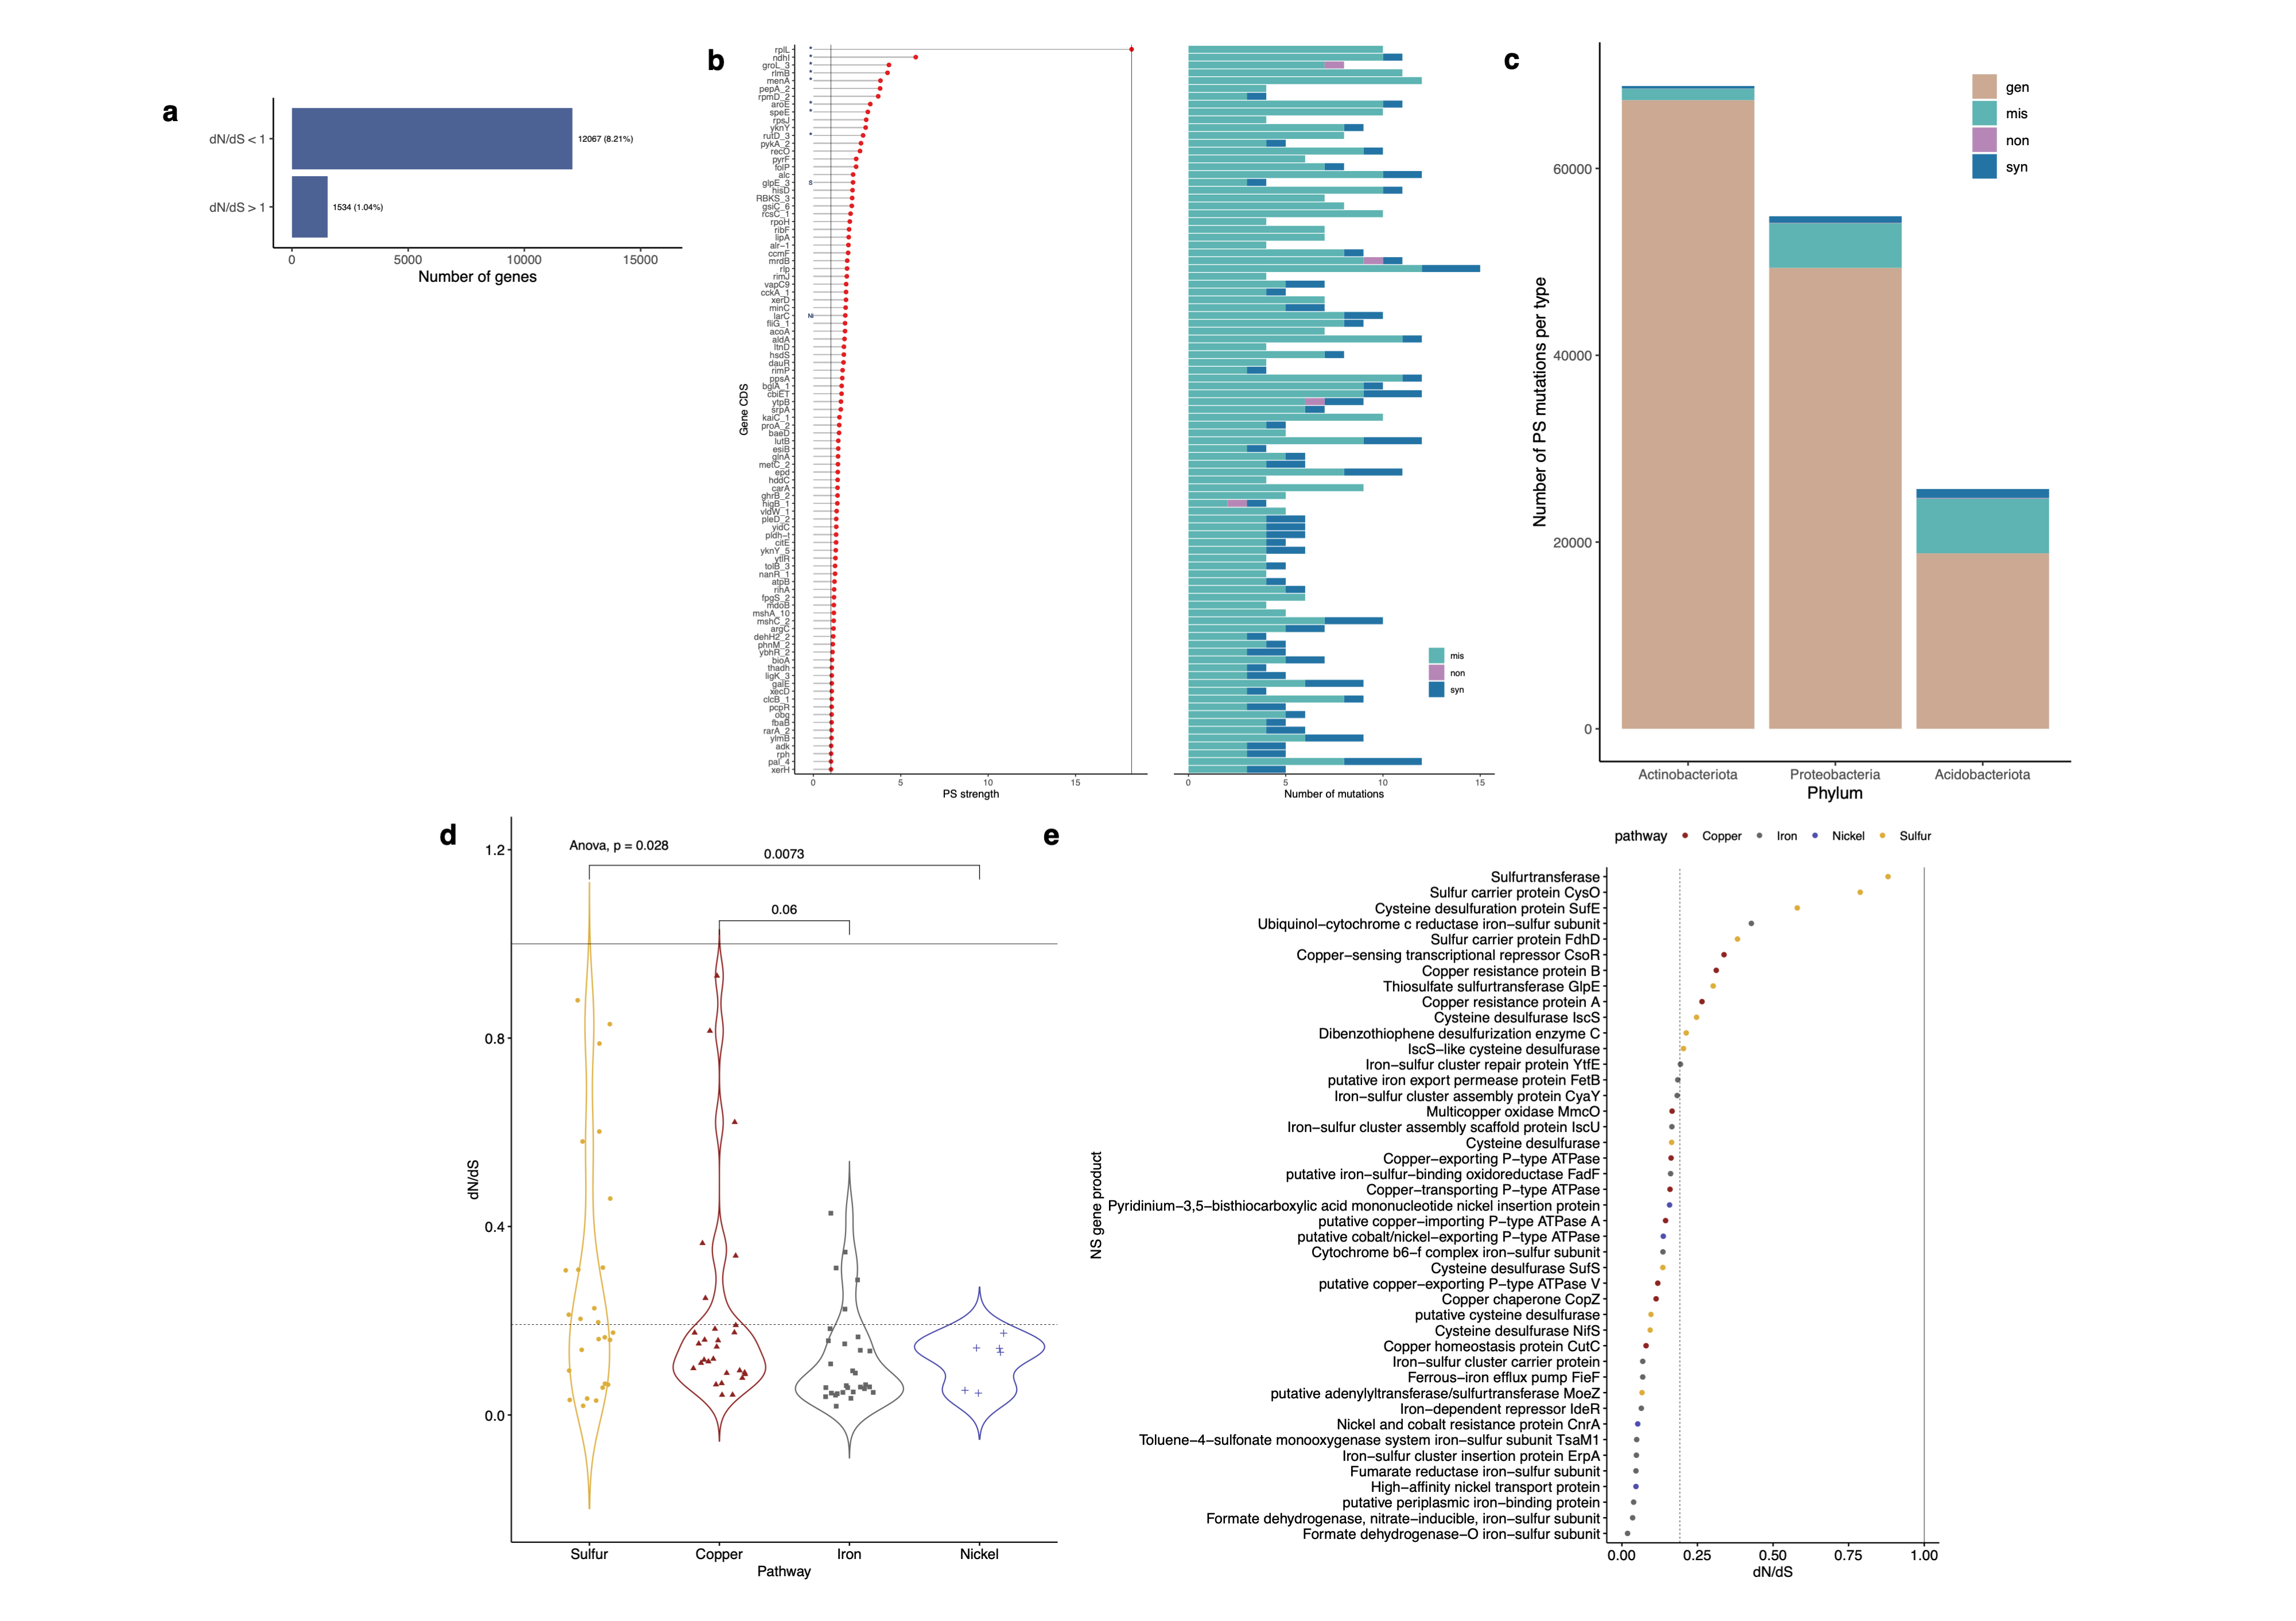 a
dN/dS < 1
12067 (8.21%)
dN/dS > 1
1534 (1.04%)
0
5000
10000
15000
Number of genes
b
Gene CDS
rplL
ndhI
groL_3
rlmB
menA
pepA_2
rpmD_2
aroE
speE
rpsJ
yknY
rutD_3
pykA_2
recO
pyrF
folP
alc
glpE_3
S
hisD
RBKS_3
gsiC_6
rcsC_1
rpoH
ribF
lipA
alr-1
ccmF
mrdB
rlp
rimJ
vapC9
cckA_1
xerD
minC
larC
Ni
fliG_1
acoA
aldA
ltnD
hsdS
dauR
rimP
ppsA
bglA_1
cbiET
ytpB
srpA
kaiC_1
proA_2
baeD
lutB
esiB
glnA
metC_2
epd
hddC
carA
ghrB_2
higB_1
vldW_1
pleD_2
yidC
pldh-t
citE
yknY_5
ytlR
tolB_3
nanR_1
atpB
rihA
fpgS_2
mdoB
mshA_10
mshC_2
argC
dehH2_2
phnM_2
ybhR_2
bioA
thadh
ligK_3
galE
xecD
clcB_1
pcpR
obg
fbaB
rarA_2
ylmB
adk
rph
pal_4
xerH
0
5
10
15
PS strength
mis
non
syn
0
5
10
15
Number of mutations
c
gen
mis
non
syn
Number of PS mutations per type
60000
40000
20000
0
Actinobacteriota
Proteobacteria
Acidobacteriota
Phylum
d
Anova, p = 0.028
0.0073
0.06
dN/dS
1.2
0.8
0.4
0.0
Sulfur
Copper
Iron
Nickel
Pathway
e
pathway
Copper
Iron
Nickel
Sulfur
NS gene product
Sulfurtransferase
Sulfur carrier protein CysO
Cysteine desulfuration protein SufE
Ubiquinol-cytochrome c reductase iron-sulfur subunit
Sulfur carrier protein FdhD
Copper-sensing transcriptional repressor CsoR
Copper resistance protein B
Thiosulfate sulfurtransferase GlpE
Copper resistance protein A
Cysteine desulfurase IscS
Dibenzothiophene desulfurization enzyme C
IscS-like cysteine desulfurase
Iron-sulfur cluster repair protein YtfE
putative iron export permease protein FetB
Iron-sulfur cluster assembly protein CyaY
Multicopper oxidase MmcO
Iron-sulfur cluster assembly scaffold protein IscU
Cysteine desulfurase
Copper-exporting P-type ATPase
putative iron-sulfur-binding oxidoreductase FadF
Copper-transporting P-type ATPase
Pyridinium-3,5-bisthiocarboxylic acid mononucleotide nickel insertion protein
putative copper-importing P-type ATPase A
putative cobalt/nickel-exporting P-type ATPase
Cytochrome b6-f complex iron-sulfur subunit
Cysteine desulfurase SufS
putative copper-exporting P-type ATPase V
Copper chaperone CopZ
putative cysteine desulfurase
Cysteine desulfurase NifS
Copper homeostasis protein CutC
Iron-sulfur cluster carrier protein
Ferrous-iron efflux pump FieF
putative adenylyltransferase/sulfurtransferase MoeZ
Iron-dependent repressor IdeR
Nickel and cobalt resistance protein CnrA
Toluene-4-sulfonate monooxygenase system iron-sulfur subunit TsaM1
Iron-sulfur cluster insertion protein ErpA
Fumarate reductase iron-sulfur subunit
High-affinity nickel transport protein
putative periplasmic iron-binding protein
Formate dehydrogenase, nitrate-inducible, iron-sulfur subunit
Formate dehydrogenase-O iron-sulfur subunit
0.00
0.25
0.50
0.75
1.00
dN/dS